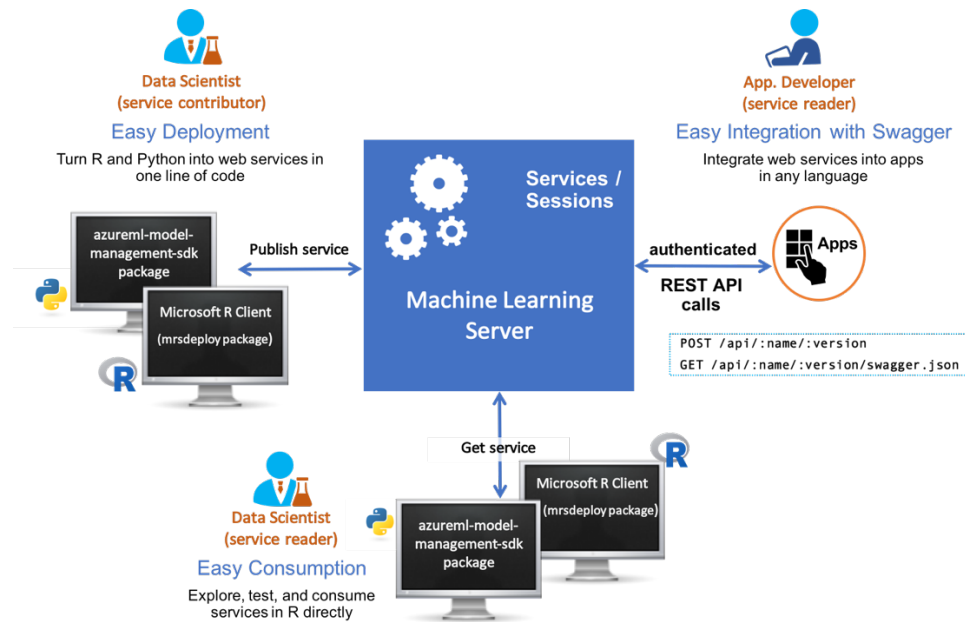 Data Scientist
(service contributor)
Easy Deployment
Turn R and Python into web services in
one line of code
azureml-model-
management-sdk
package
Microsoft R Client
(mrsdeploy package)
R
Publish service
Services /
Sessions
Machine Learning
Server
App. Developer
(service reader)
Easy Integration with Swagger
Integrate web services into apps
in any language
authenticated
REST API
calls
Apps
POST /api/:name/:version
GET /api/:name/:version/swagger.json
Get service
Data Scientist
(service reader)
Easy Consumption
Explore, test, and consume
services in R directly
azureml-model-
management-sdk
package
Microsoft R Client
(mrsdeploy package)
R